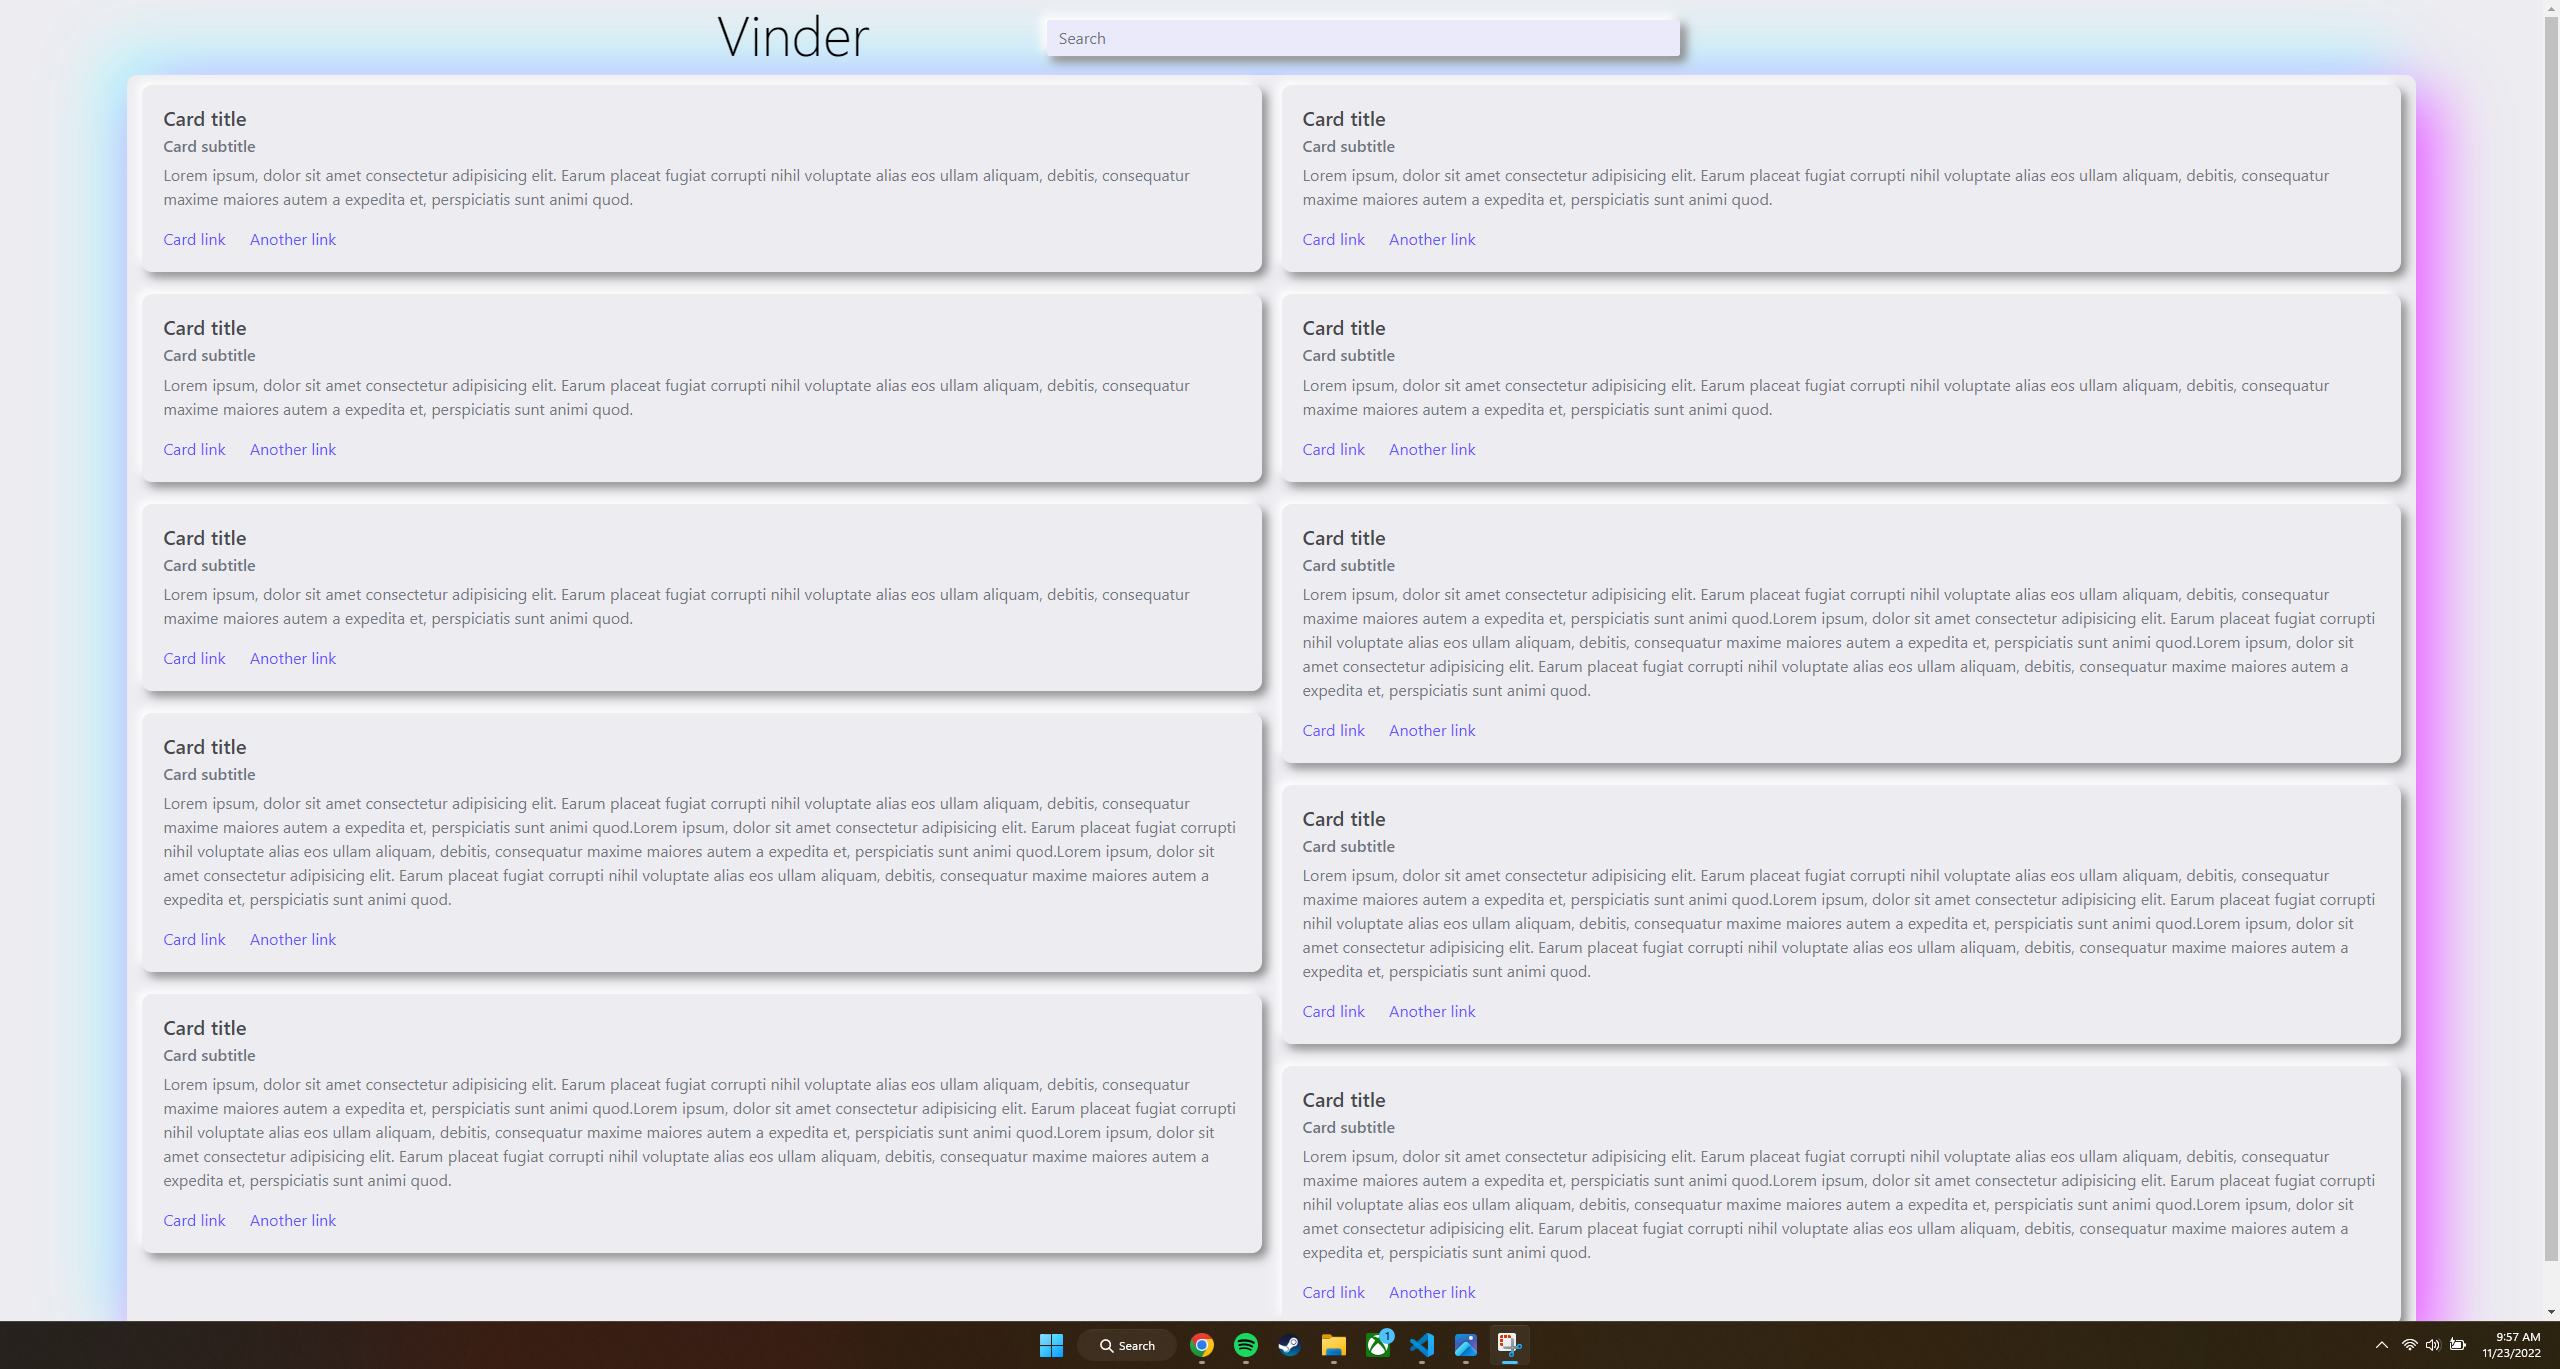 Vinder
Search
Card title
Card subtitle
Lorem ipsum, dolor sit amet consectetur adipisicing elit. Earum placeat fugiat corrupti nihil voluptate alias eos ullam aliquam, debitis, consequatur
maxime maiores autem a expedita et, perspiciatis sunt animi quod.
Card link Another link
Card title
Card subtitle
Lorem ipsum, dolor sit amet consectetur adipisicing elit. Earum placeat fugiat corrupti nihil voluptate alias eos ullam aliquam, debitis, consequatur
maxime maiores autem a expedita et, perspiciatis sunt animi quod.
Card link Another link
Card title
Card subtitle
Lorem ipsum, dolor sit amet consectetur adipisicing elit. Earum placeat fugiat corrupti nihil voluptate alias eos ullam aliquam, debitis, consequatur
maxime maiores autem a expedita et, perspiciatis sunt animi quod.
Card link Another link
Card title
Card subtitle
Lorem ipsum, dolor sit amet consectetur adipisicing elit. Earum placeat fugiat corrupti nihil voluptate alias eos ullam aliquam, debitis, consequatur
maxime maiores autem a expedita et, perspiciatis sunt animi quod.Lorem ipsum, dolor sit amet consectetur adipisicing elit. Earum placeat fugiat corrupti
nihil voluptate alias eos ullam aliquam, debitis, consequatur maxime maiores autem a expedita et, perspiciatis sunt animi quod.Lorem ipsum, dolor sit
amet consectetur adipisicing elit. Earum placeat fugiat corrupti nihil voluptate alias eos ullam aliquam, debitis, consequatur maxime maiores autem a
expedita et, perspiciatis sunt animi quod.
Card link Another link
Card title
Card subtitle
Lorem ipsum, dolor sit amet consectetur adipisicing elit. Earum placeat fugiat corrupti nihil voluptate alias eos ullam aliquam, debitis, consequatur
maxime maiores autem a expedita et, perspiciatis sunt animi quod.Lorem ipsum, dolor sit amet consectetur adipisicing elit. Earum placeat fugiat corrupti
nihil voluptate alias eos ullam aliquam, debitis, consequatur maxime maiores autem a expedita et, perspiciatis sunt animi quod.Lorem ipsum, dolor sit
amet consectetur adipisicing elit. Earum placeat fugiat corrupti nihil voluptate alias eos ullam aliquam, debitis, consequatur maxime maiores autem a
expedita et, perspiciatis sunt animi quod.
Card link Another link
Card title
Card subtitle
Lorem ipsum, dolor sit amet consectetur adipisicing elit. Earum placeat fugiat corrupti nihil voluptate alias eos ullam aliquam, debitis, consequatur
maxime maiores autem a expedita et, perspiciatis sunt animi quod.
Card link Another link
Card title
Card subtitle
Lorem ipsum, dolor sit amet consectetur adipisicing elit. Earum placeat fugiat corrupti nihil voluptate alias eos ullam aliquam, debitis, consequatur
maxime maiores autem a expedita et, perspiciatis sunt animi quod.
Card link Another link
Card title
Card subtitle
Lorem ipsum, dolor sit amet consectetur adipisicing elit. Earum placeat fugiat corrupti nihil voluptate alias eos ullam aliquam, debitis, consequatur
maxime maiores autem a expedita et, perspiciatis sunt animi quod.Lorem ipsum, dolor sit amet consectetur adipisicing elit. Earum placeat fugiat corrupti
nihil voluptate alias eos ullam aliquam, debitis, consequatur maxime maiores autem a expedita et, perspiciatis sunt animi quod.Lorem ipsum, dolor sit
amet consectetur adipisicing elit. Earum placeat fugiat corrupti nihil voluptate alias eos ullam aliquam, debitis, consequatur maxime maiores autem a
expedita et, perspiciatis sunt animi quod.
Card link Another link
Card title
Card subtitle
Lorem ipsum, dolor sit amet consectetur adipisicing elit. Earum placeat fugiat corrupti nihil voluptate alias eos ullam aliquam, debitis, consequatur
maxime maiores autem a expedita et, perspiciatis sunt animi quod.Lorem ipsum, dolor sit amet consectetur adipisicing elit. Earum placeat fugiat corrupti
nihil voluptate alias eos ullam aliquam, debitis, consequatur maxime maiores autem a expedita et, perspiciatis sunt animi quod.Lorem ipsum, dolor sit
amet consectetur adipisicing elit. Earum placeat fugiat corrupti nihil voluptate alias eos ullam aliquam, debitis, consequatur maxime maiores autem a
expedita et, perspiciatis sunt animi quod.
Card link Another link
Card title
Card subtitle
Lorem ipsum, dolor sit amet consectetur adipisicing elit. Earum placeat fugiat corrupti nihil voluptate alias eos ullam aliquam, debitis, consequatur
maxime maiores autem a expedita et, perspiciatis sunt animi quod.Lorem ipsum, dolor sit amet consectetur adipisicing elit. Earum placeat fugiat corrupti
nihil voluptate alias eos ullam aliquam, debitis, consequatur maxime maiores autem a expedita et, perspiciatis sunt animi quod.Lorem ipsum, dolor sit
amet consectetur adipisicing elit. Earum placeat fugiat corrupti nihil voluptate alias eos ullam aliquam, debitis, consequatur maxime maiores autem a
expedita et, perspiciatis sunt animi quod.
Card link Another link
Search
1
9:57 AM
11/23/2022